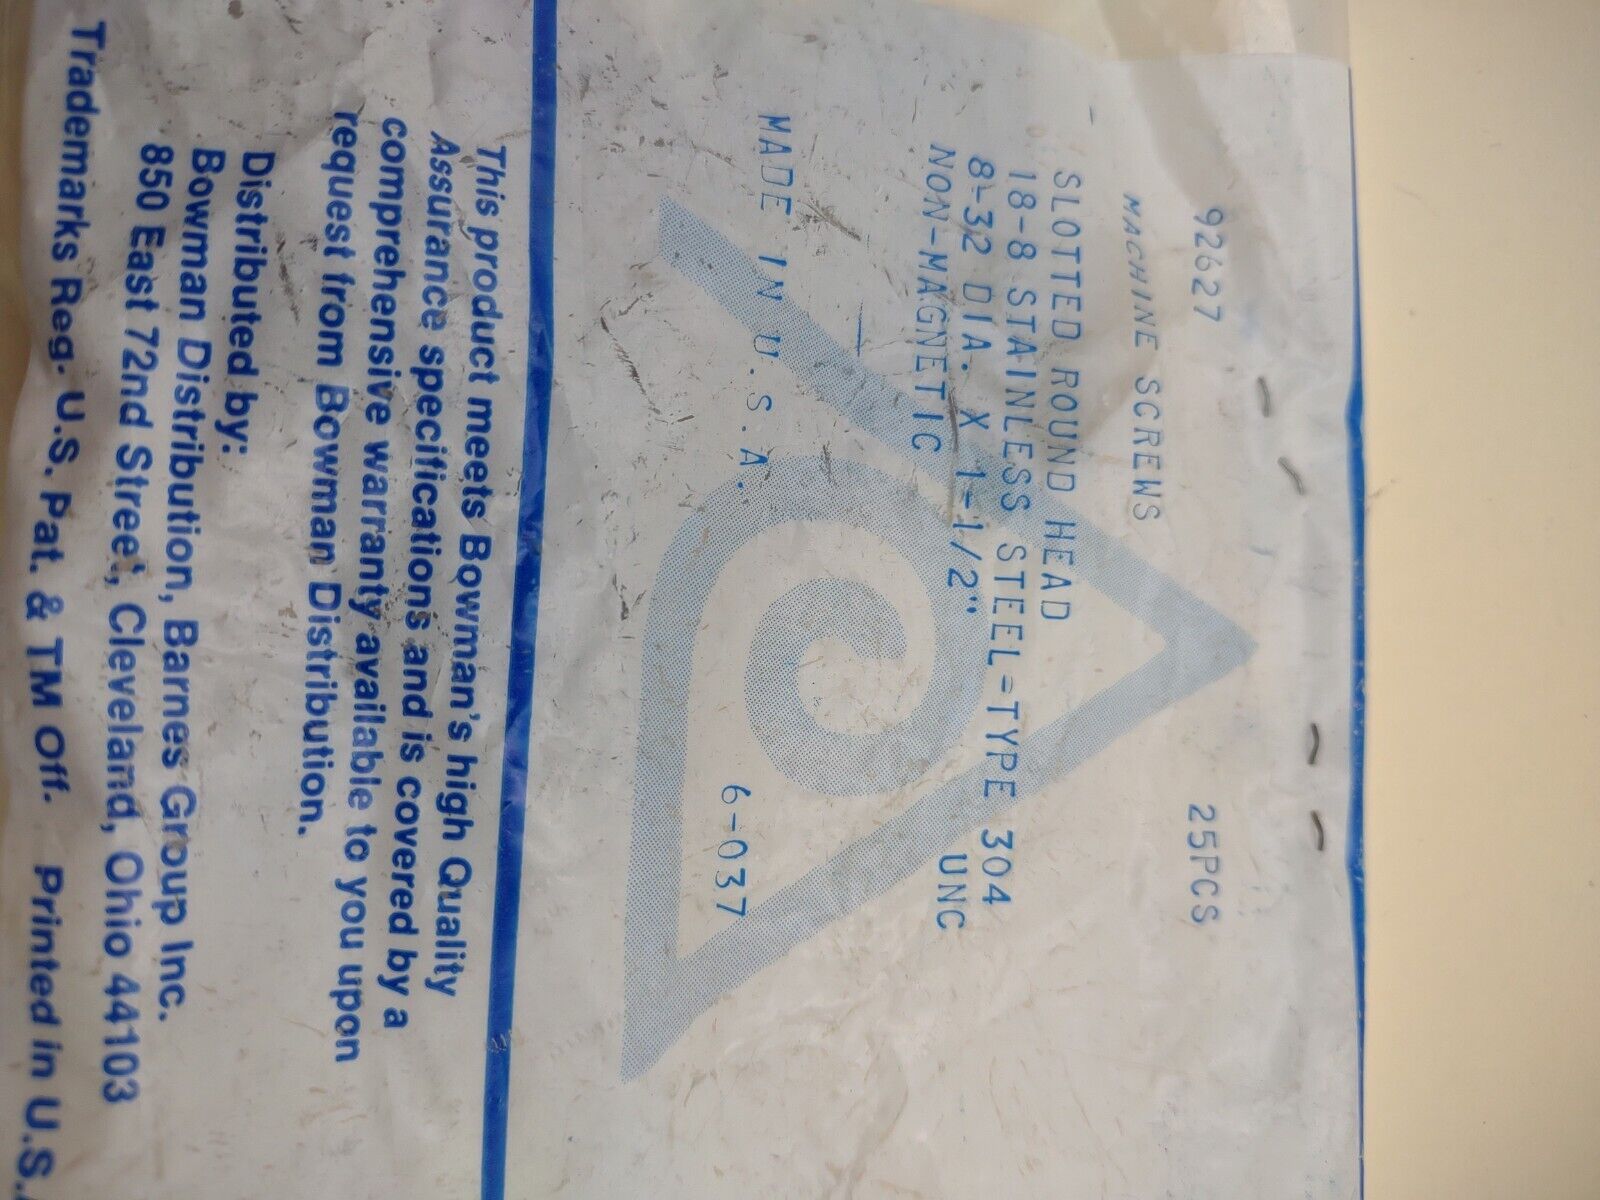 92627 25PCS
MACHINE SCREWS
SLOTTED ROUND HEAD
18-8 STAINLESS STEEL=TYPE 304
8-32 DIA. X 1-1/2" UNC
NON-MAGNETIC
MADE IN U.S.A.
6-037
This product meets Bowman's high Quality
Assurance specifications and is covered by a
comprehensive warranty available to you upon
request from Bowman Distribution.
Distributed by:
Bowman Distribution, Barnes Group Inc.
850 East 72nd Street, Cleveland, Ohio 44103
Trademarks Reg. U.S. Pat. & TM Off. Printed in U.S.